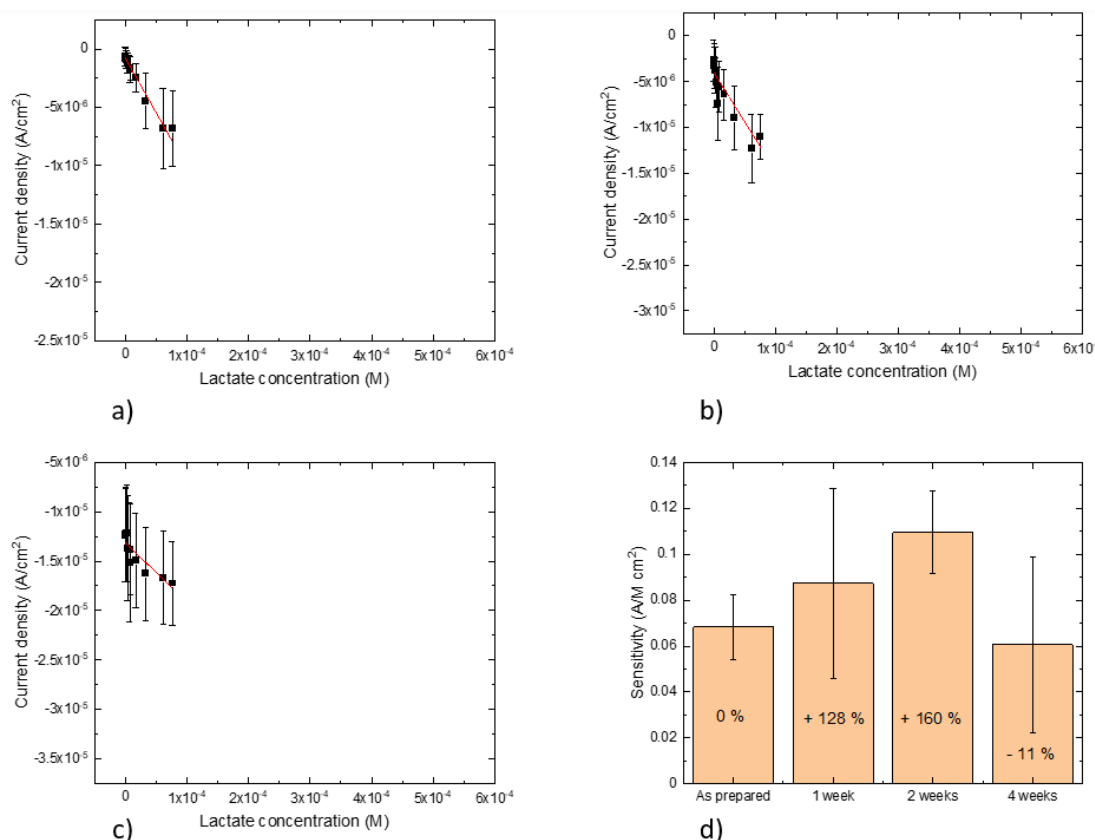 0
-5x10⁻⁶
-1x10⁻⁵
-1.5x10⁻⁵
-2x10⁻⁵
-2.5x10⁻⁵
Current density (A/cm²)
0 1x10⁻⁴ 2x10⁻⁴ 3x10⁻⁴ 4x10⁻⁴ 5x10⁻⁴ 6x10⁻⁴
Lactate concentration (M)
a)
0
-5x10⁻⁶
-1x10⁻⁵
-1.5x10⁻⁵
-2x10⁻⁵
-2.5x10⁻⁵
-3x10⁻⁵
Current density (A/cm²)
0 1x10⁻⁴ 2x10⁻⁴ 3x10⁻⁴ 4x10⁻⁴ 5x10⁻⁴
Lactate concentration (M)
b)
-5x10⁻⁶
-1x10⁻⁵
-1.5x10⁻⁵
-2x10⁻⁵
-2.5x10⁻⁵
-3x10⁻⁵
-3.5x10⁻⁵
Current density (A/cm²)
0 1x10⁻⁴ 2x10⁻⁴ 3x10⁻⁴ 4x10⁻⁴ 5x10⁻⁴ 6x10⁻⁴
Lactate concentration (M)
c)
0.14
0.12
0.1
0.08
0.06
0.04
0.02
0
Sensitivity (A/M cm²)
0 % + 128 % + 160 % - 11 %
As prepared 1 week 2 weeks 4 weeks
d)